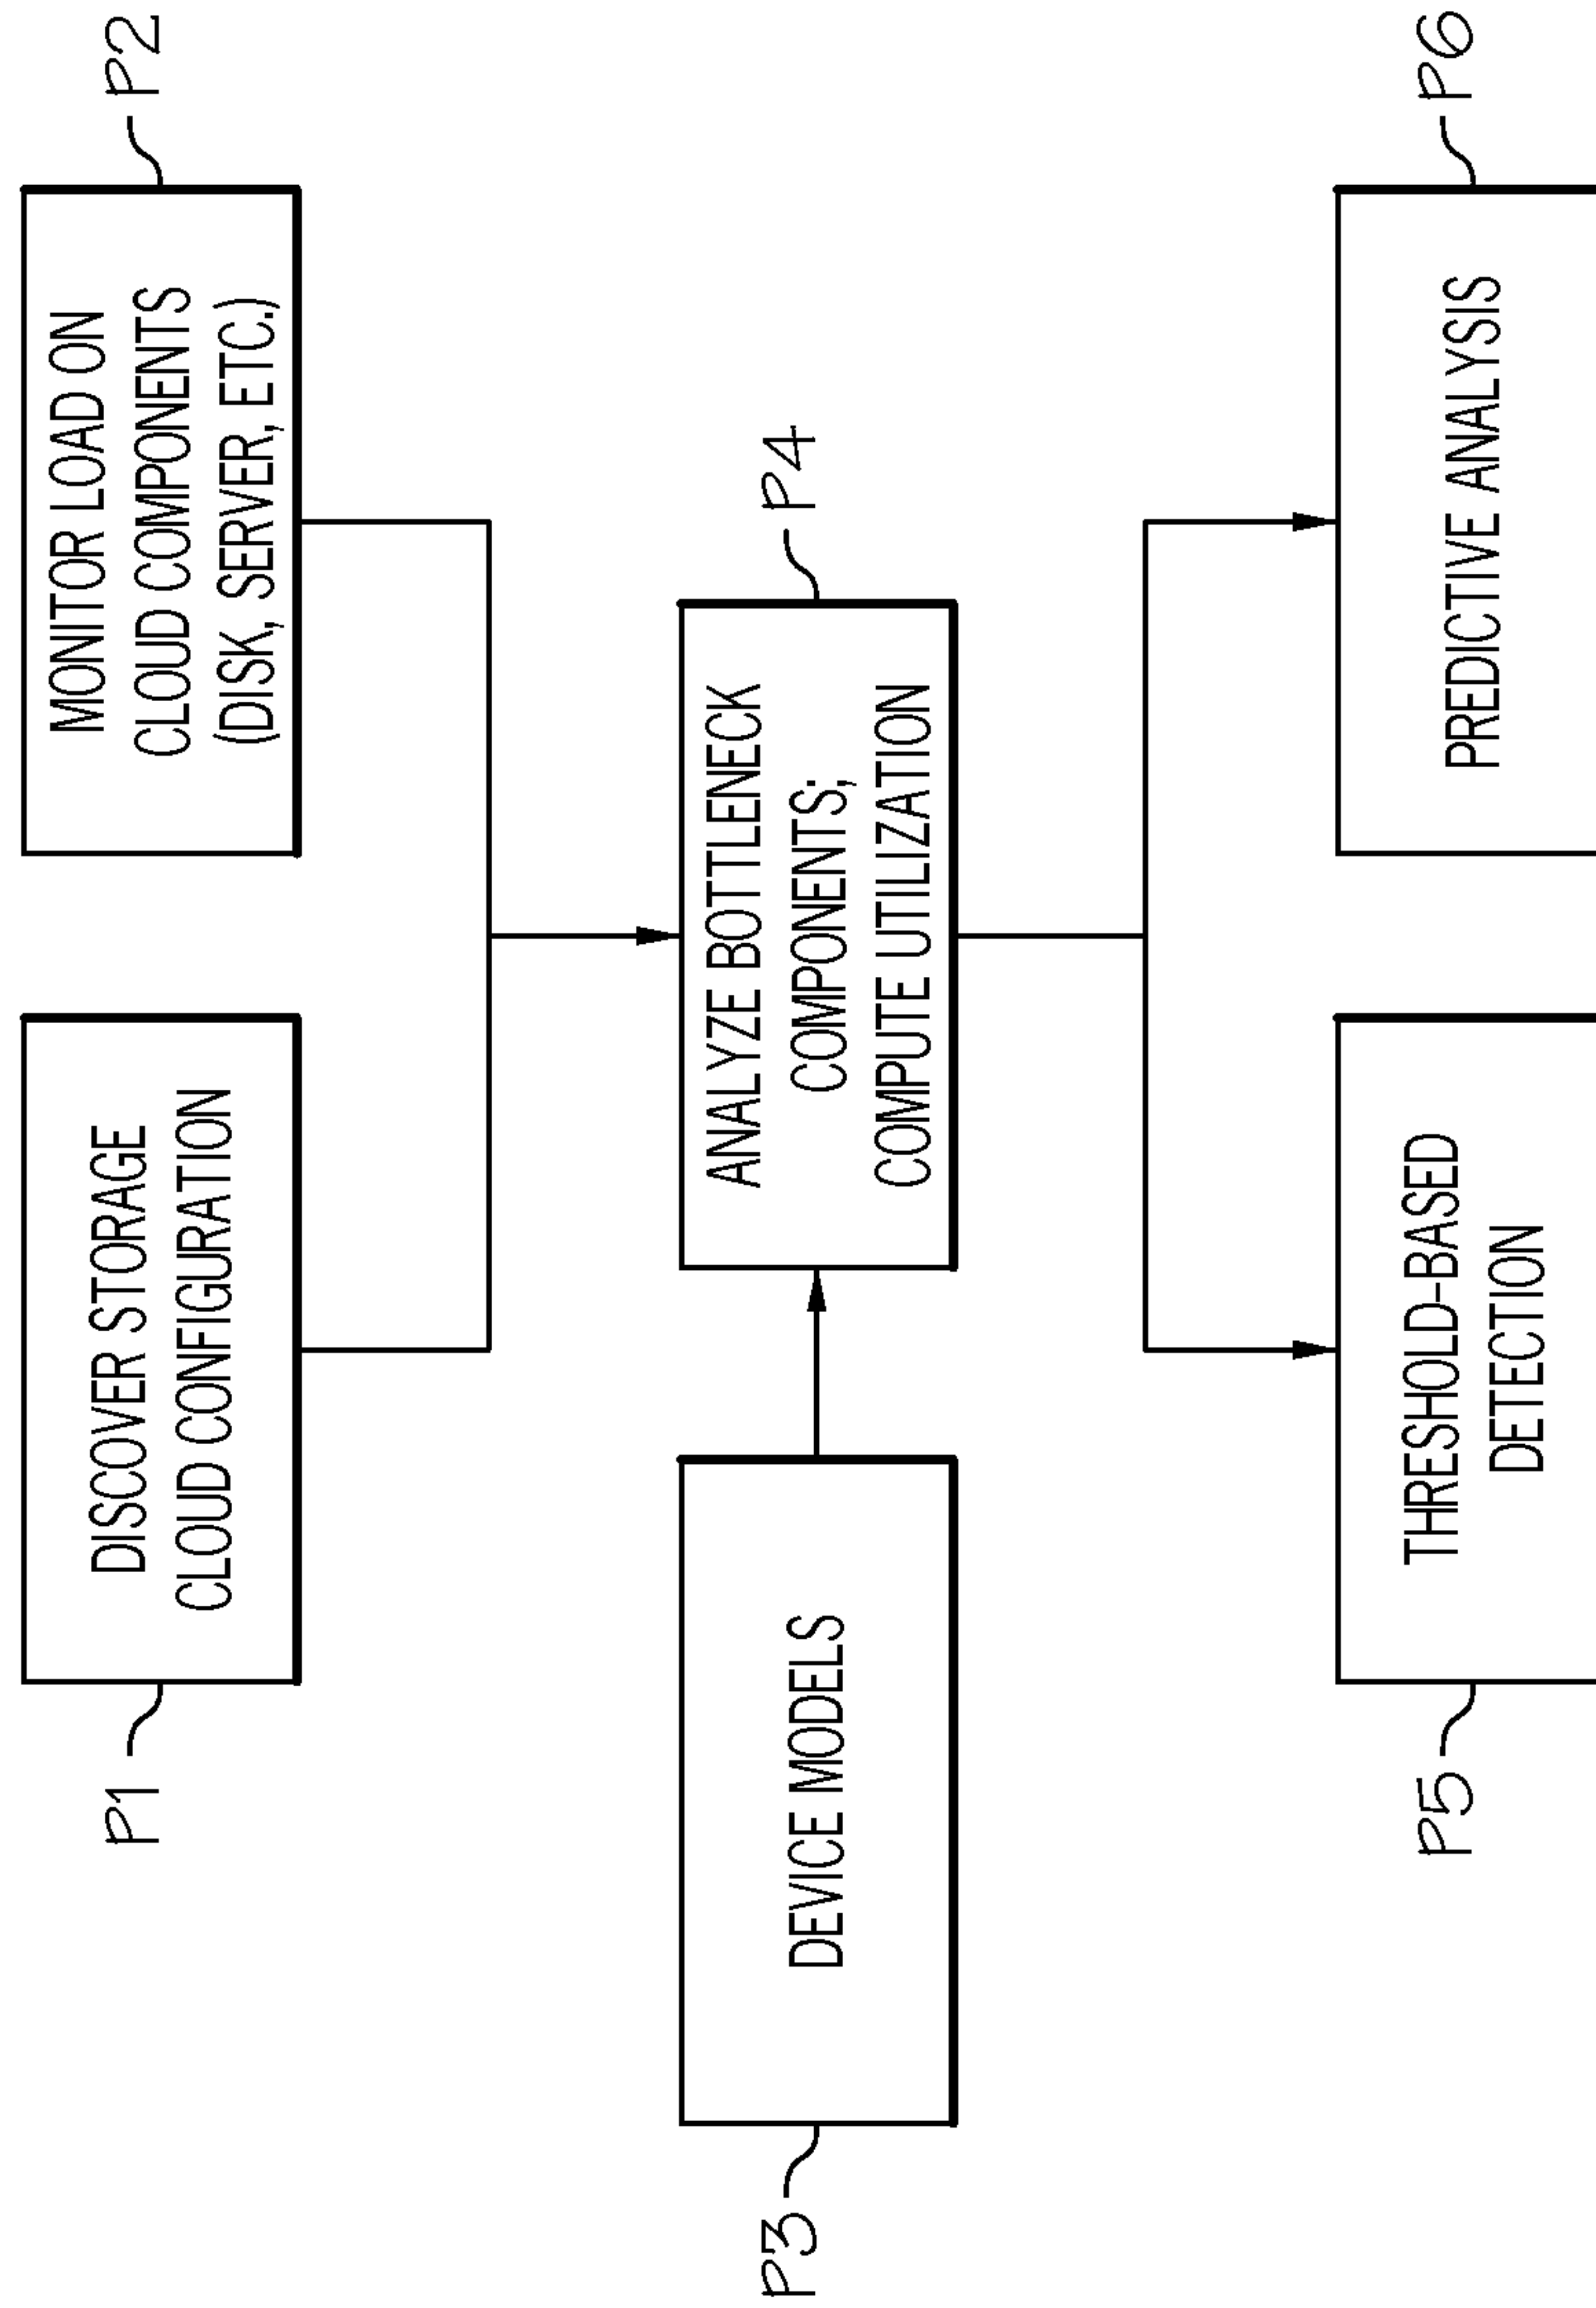 P1
DISCOVER STORAGE
CLOUD CONFIGURATION
MONITOR LOAD ON
CLOUD COMPONENTS
(DISK, SERVER, ETC.)
P2
P3
DEVICE MODELS
ANALYZE BOTTLENECK
COMPONENTS;
COMPUTE UTILIZATION
P4
P5
THRESHOLD-BASED
DETECTION
PREDICTIVE ANALYSIS
P6